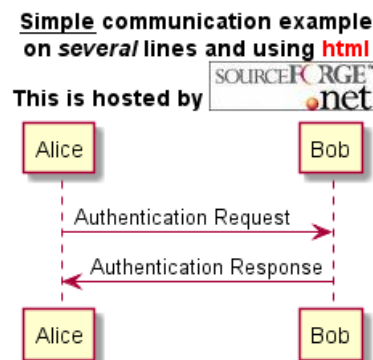 Simple communication example
on several lines and using html
This is hosted by SOURCEFORGE
.net
Alice Bob
Authentication Request
Authentication Response
Alice Bob